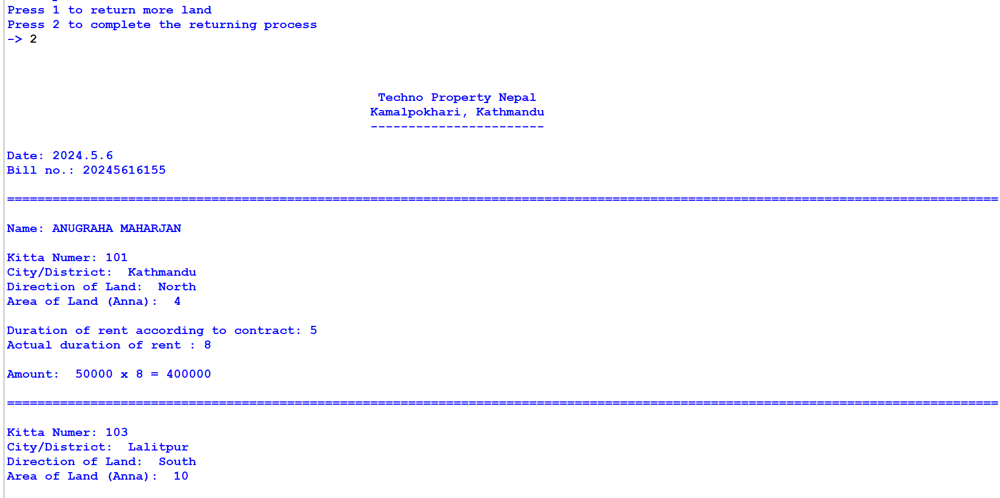 Press 1 to return more land
Press 2 to complete the returning process
-> 2
Techno Property Nepal
Kamalpokhari, Kathmandu
-----------------------
Date: 2024.5.6
Bill no.: 20245616155
===================================================================================================================================
Name: ANUGRAHA MAHARJAN
Kitta Numer: 101
City/District:  Kathmandu
Direction of Land:  North
Area of Land (Anna):  4
Duration of rent according to contract: 5
Actual duration of rent : 8
Amount:  50000 x 8 = 400000
===================================================================================================================================
Kitta Numer: 103
City/District:  Lalitpur
Direction of Land:  South
Area of Land (Anna):  10